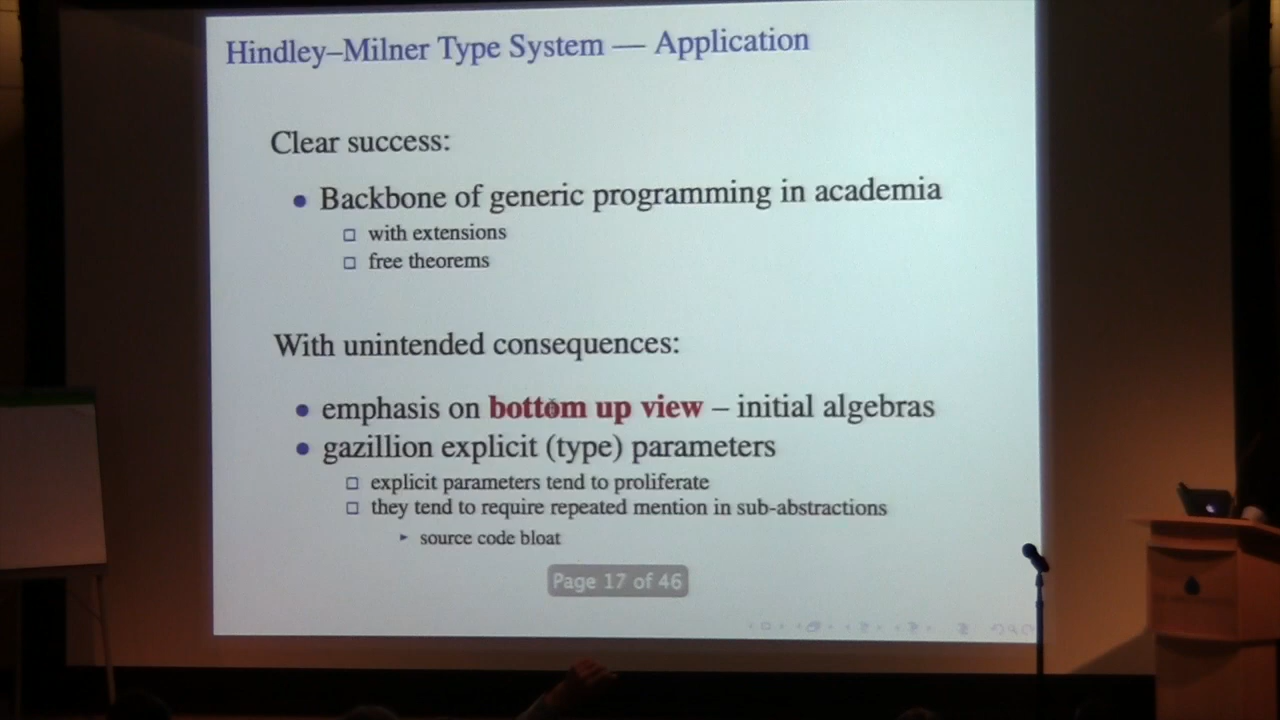 Hindley–Milner Type System — Application
Clear success:
Backbone of generic programming in academia
with extensions
free theorems
With unintended consequences:
emphasis on bottom up view – initial algebras
gazillion explicit (type) parameters
explicit parameters tend to proliferate
they tend to require repeated mention in sub-abstractions
source code bloat
Page 17 of 46